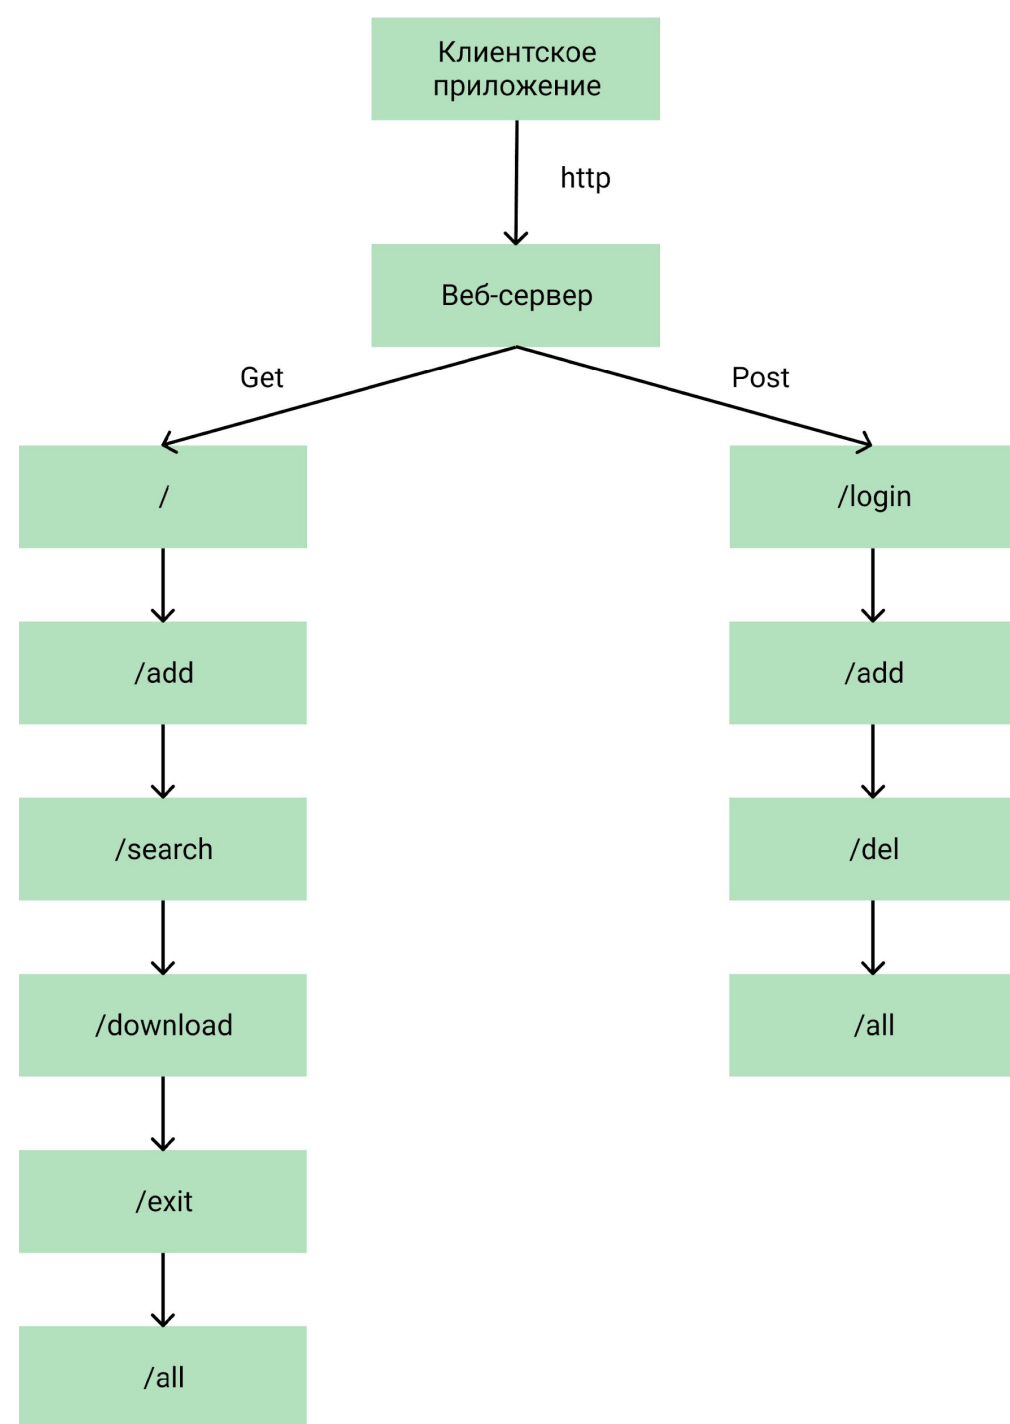 Клиентское
приложение
http
Веб-сервер
Get
Post
/
/login
/add
/add
/search
/del
/download
/all
/exit
/all